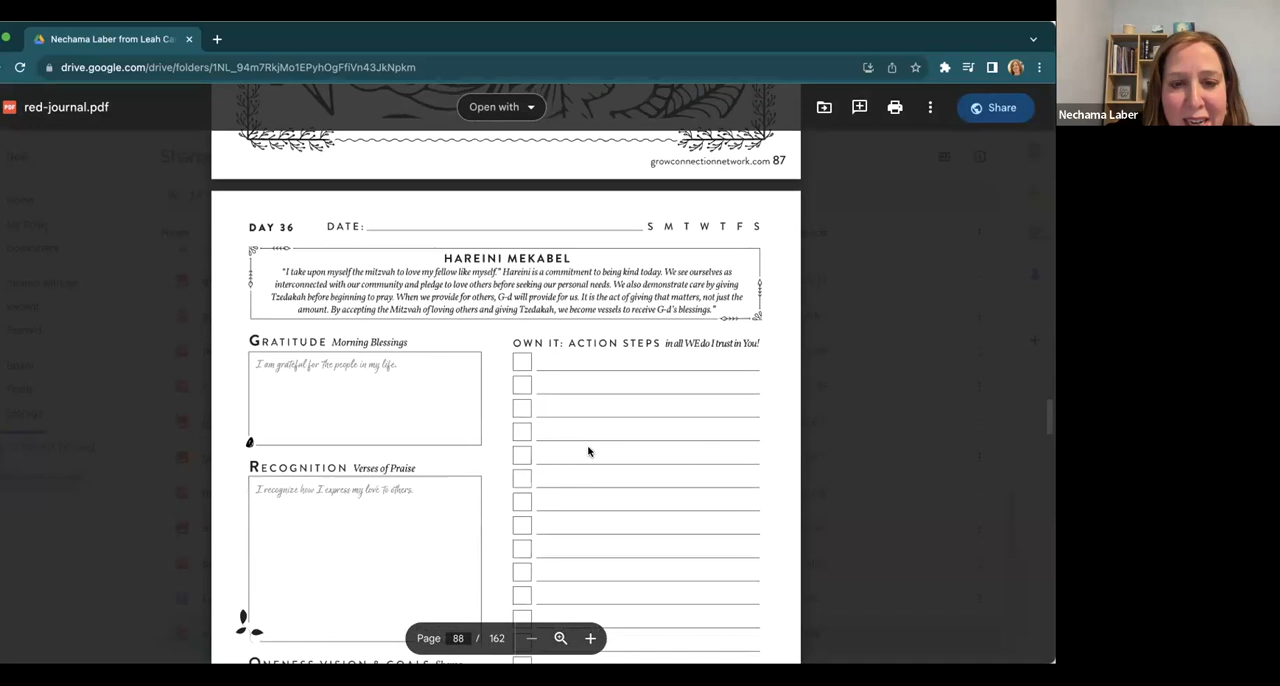 Nechama Laber from Leah Ca
drive.google.com/drive/folders/1NL_94m7RkjMo1EPyhOgFfiVn43JkNpkm
red-journal.pdf
Open with
Share
Nechama Laber
growconnectionnetwork.com 87
DAY 36 DATE: S M T W T F S
HAREINI MEKABEL
"I take upon myself the mitzvah to love my fellow like myself." Hareini is a commitment to being kind today. We see ourselves as
interconnected with our community and pledge to love others before seeking our personal needs. We also demonstrate care by giving
Tzedakah before beginning to pray. When we provide for others, G-d will provide for us. It is the act of giving that matters, not just the
amount. By accepting the Mitzvah of loving others and giving Tzedakah, we become vessels to receive G-d's blessings."
GRATITUDE Morning Blessings
I am grateful for the people in my life.
OWN IT: ACTION STEPS in all WE do I trust in You!
RECOGNITION Verses of Praise
I recognize how I express my love to others.
Page 88 / 162
ONENESS VISION & GOALS Shema